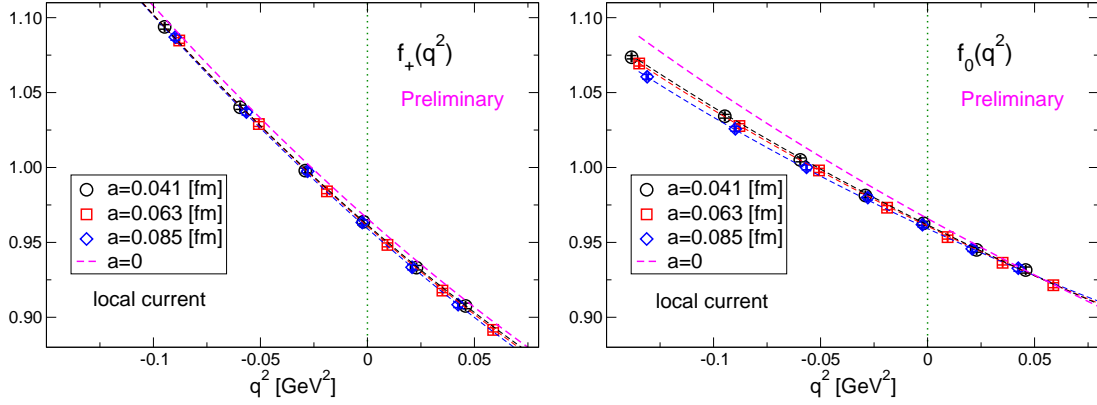 1.10
1.05
1.00
0.95
0.90
f₊(q²)
Preliminary
a=0.041 [fm]
a=0.063 [fm]
a=0.085 [fm]
a=0
local current
-0.1 -0.05 0 0.05
q² [GeV²]
1.10
1.05
1.00
0.95
0.90
f₀(q²)
Preliminary
a=0.041 [fm]
a=0.063 [fm]
a=0.085 [fm]
a=0
local current
-0.1 -0.05 0 0.05
q² [GeV²]